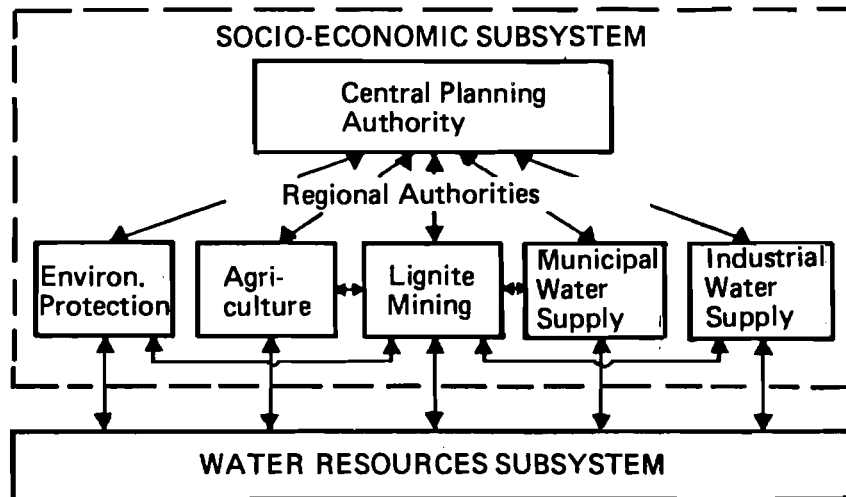 SOCIO-ECONOMIC SUBSYSTEM
Central Planning
Authority
Regional Authorities
Environ.
Protection
Agri-
culture
Lignite
Mining
Municipal
Water
Supply
Industrial
Water
Supply
WATER RESOURCES SUBSYSTEM